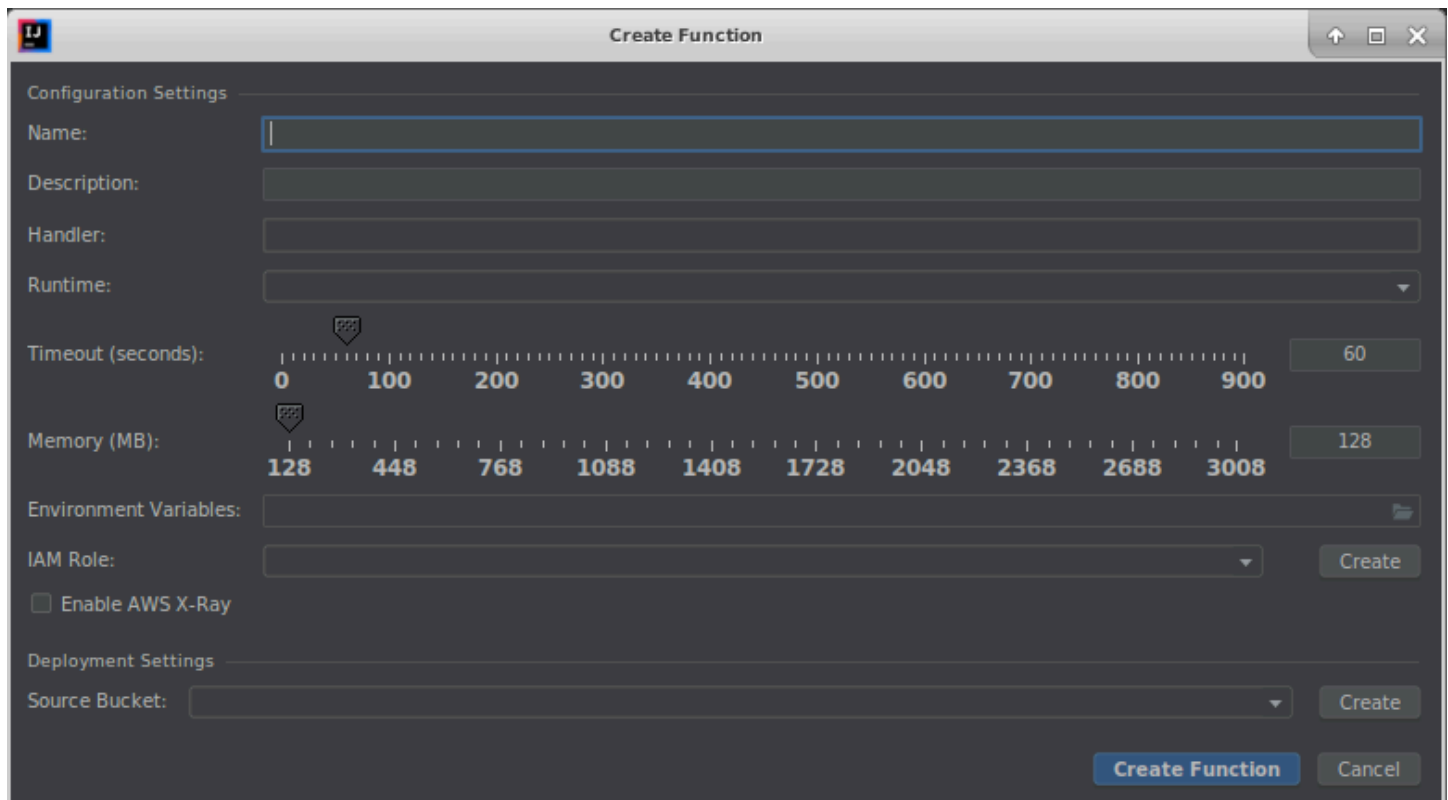 IJ
Create Function
Configuration Settings
Name:
Description:
Handler:
Runtime:
Timeout (seconds):
0 100 200 300 400 500 600 700 800 900
60
Memory (MB):
128 448 768 1088 1408 1728 2048 2368 2688 3008
128
Environment Variables:
IAM Role:
Create
Enable AWS X-Ray
Deployment Settings
Source Bucket:
Create
Create Function
Cancel